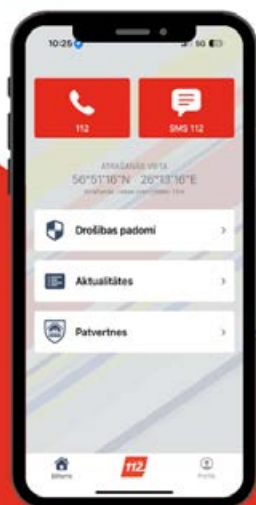 10:25
5G
112
SMS 112
ATRAŠANĀS VIETA
56°51'16"N 26°13'16"E
Drošības padomi
Aktualitātes
Patvertnes
112
Profils